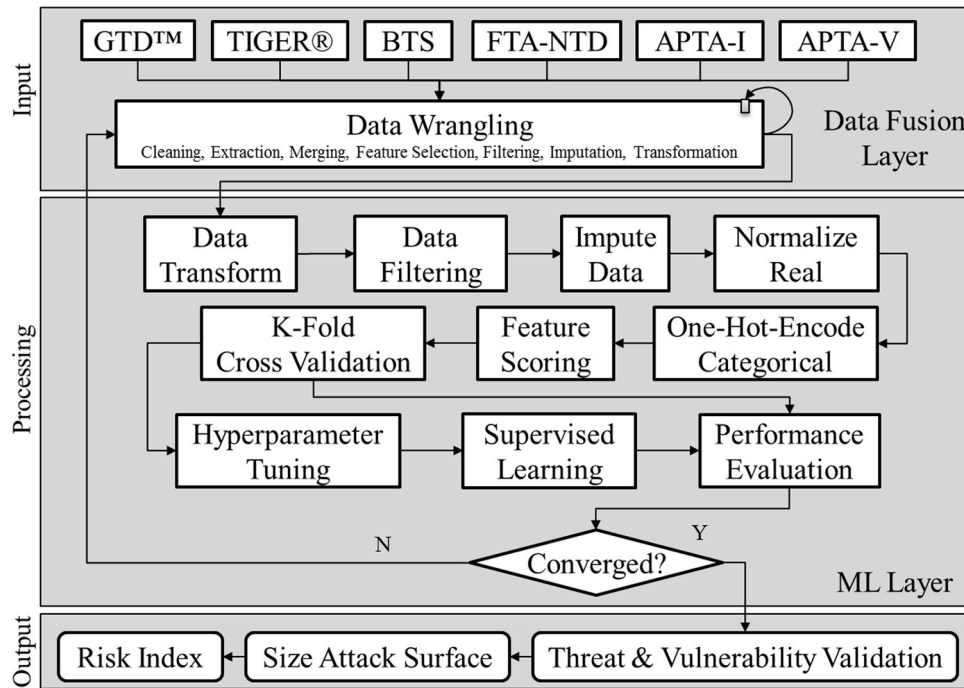 Input
GTD™
TIGER®
BTS
FTA-NTD
APTA-I
APTA-V
Data Wrangling
Cleaning, Extraction, Merging, Feature Selection, Filtering, Imputation, Transformation
Data Fusion
Layer
Processing
Data
Transform
Data
Filtering
Impute
Data
Normalize
Real
K-Fold
Cross Validation
Feature
Scoring
One-Hot-Encode
Categorical
Hyperparameter
Tuning
Supervised
Learning
Performance
Evaluation
N
Converged?
Y
ML Layer
Output
Risk Index
Size Attack Surface
Threat & Vulnerability Validation